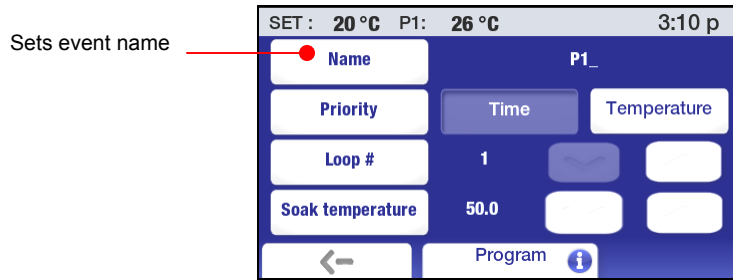 SET : 20 °C P1: 26 °C 3:10 p
Sets event name
Name P1_
Priority Time Temperature
Loop # 1
Soak temperature 50.0
Program i